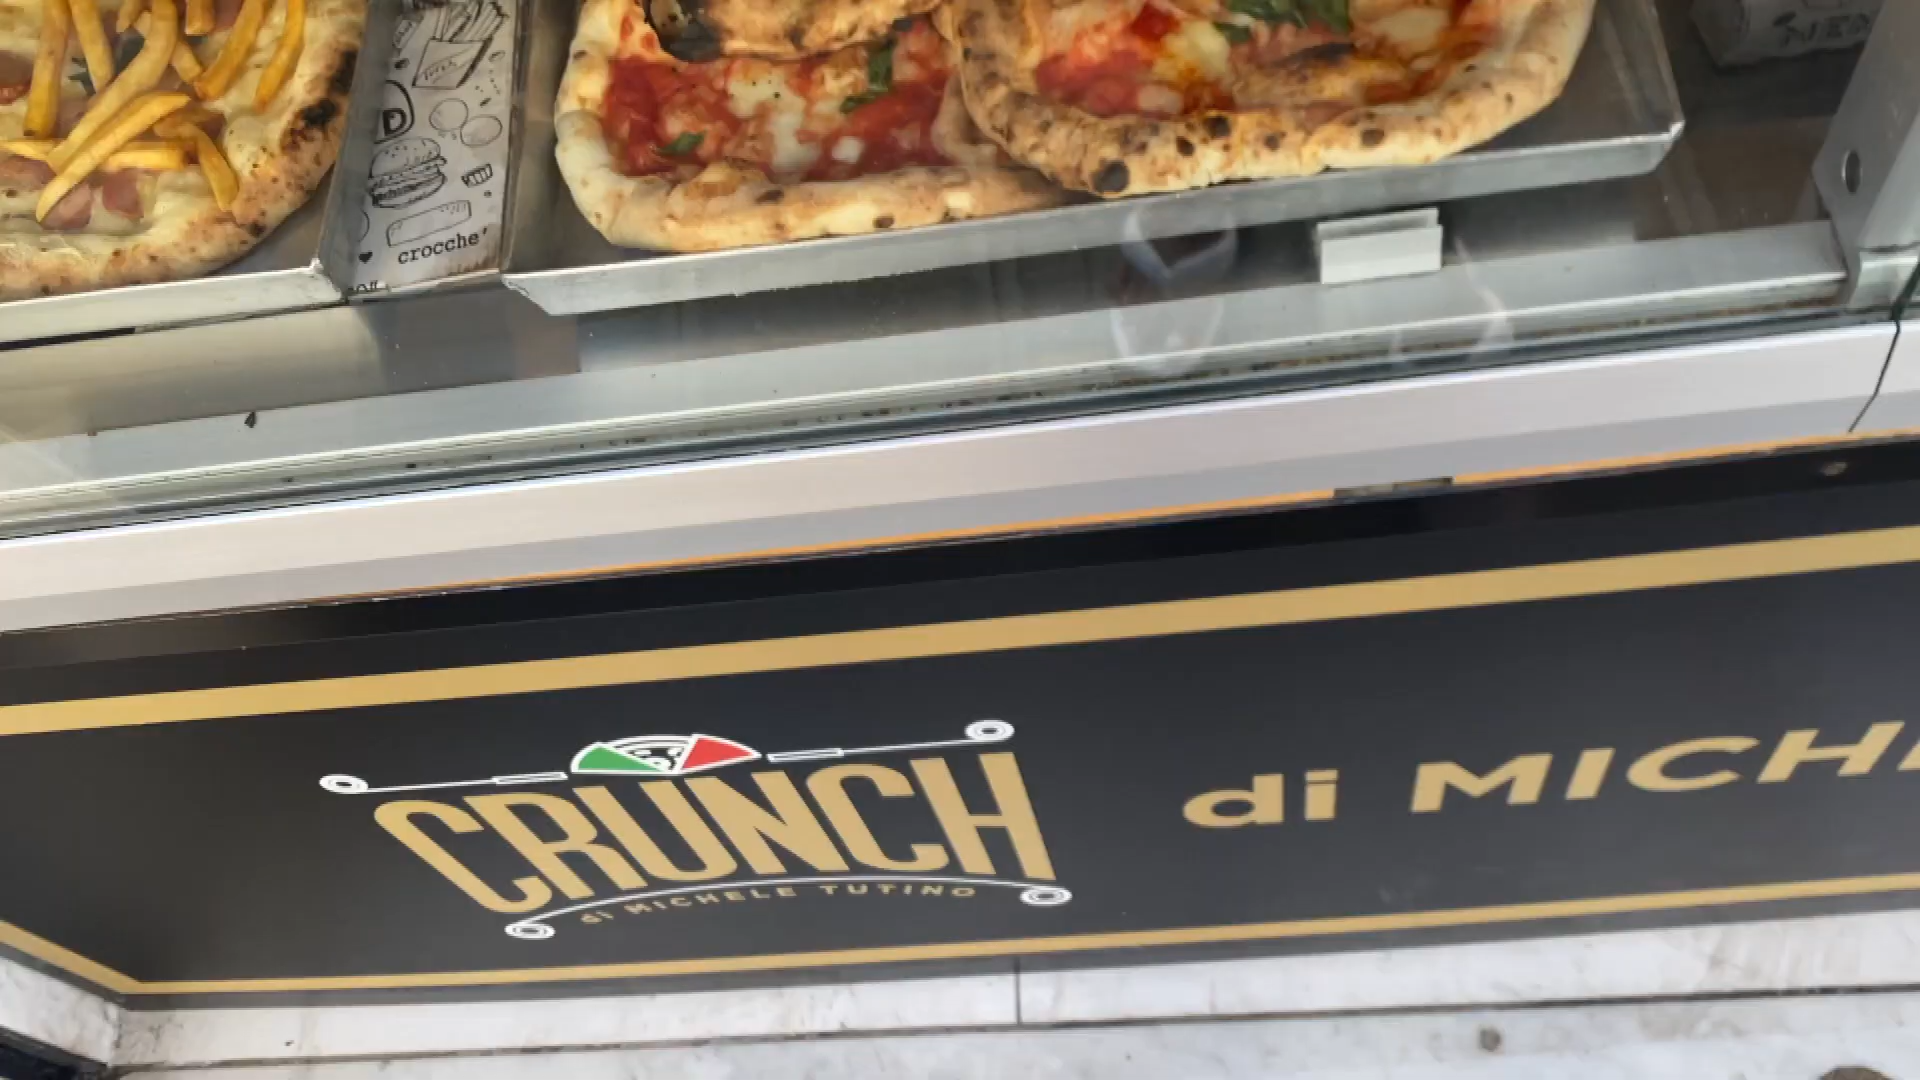 D
crocche'
CRUNCH
di MICHELE TUTINO
di MICH